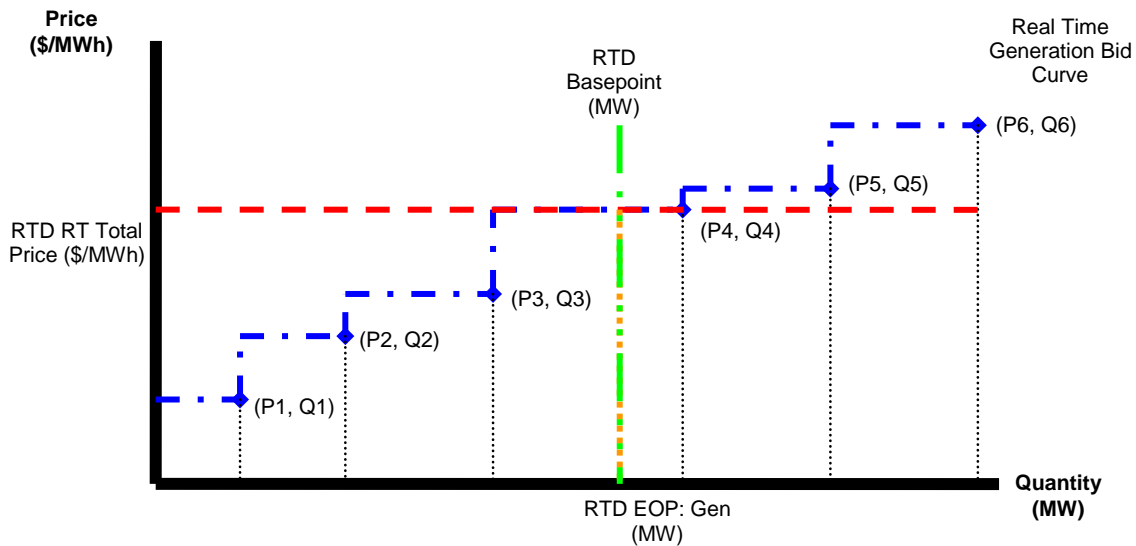 Price
($/MWh)
Real Time
Generation Bid
Curve
RTD
Basepoint
(MW)
(P6, Q6)
(P5, Q5)
RTD RT Total
Price ($/MWh)
(P4, Q4)
(P3, Q3)
(P2, Q2)
(P1, Q1)
Quantity
(MW)
RTD EOP: Gen
(MW)